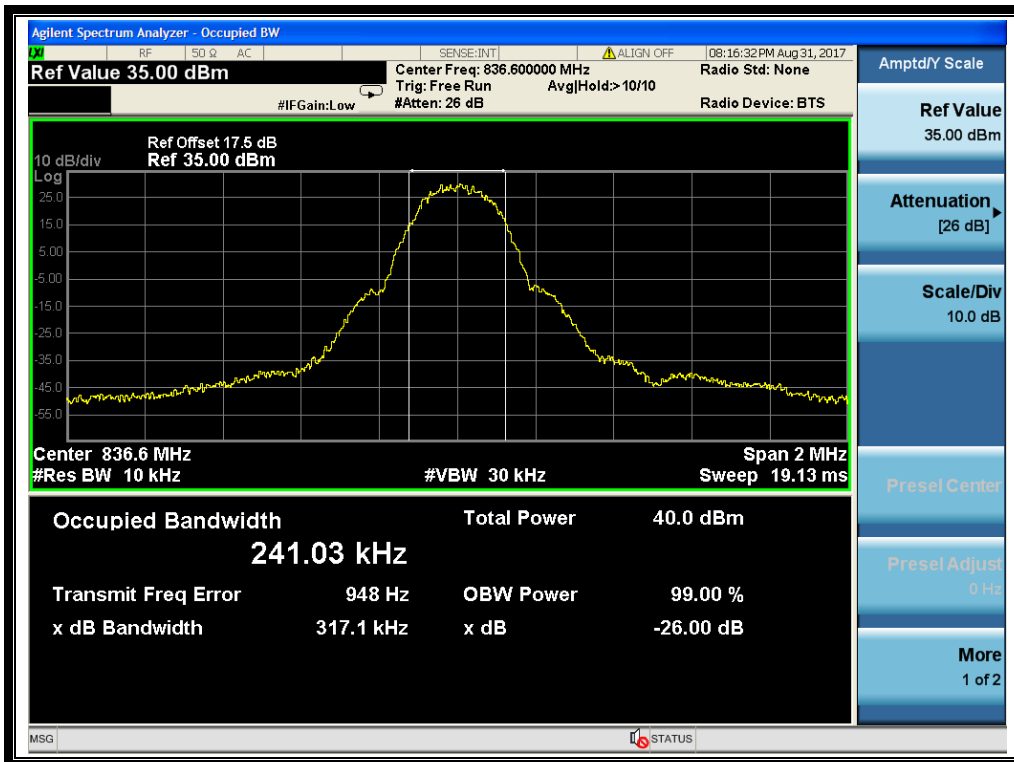 Agilent Spectrum Analyzer - Occupied BW
LXI RF 50 Ω AC SENSE:INT ALIGN OFF 08:16:32 PM Aug 31, 2017
Ref Value 35.00 dBm
Center Freq: 836.600000 MHz
Radio Std: None
Trig: Free Run Avg|Hold:>10/10
#IFGain:Low #Atten: 26 dB Radio Device: BTS
Ref Offset 17.5 dB
10 dB/div Ref 35.00 dBm
Log
25.0
15.0
5.00
-5.00
-15.0
-25.0
-35.0
-45.0
-55.0
Center 836.6 MHz Span 2 MHz
#Res BW 10 kHz #VBW 30 kHz Sweep 19.13 ms
Occupied Bandwidth Total Power 40.0 dBm
241.03 kHz
Transmit Freq Error 948 Hz OBW Power 99.00 %
x dB Bandwidth 317.1 kHz x dB -26.00 dB
Amptd/Y Scale
Ref Value
35.00 dBm
Attenuation
[26 dB]
Scale/Div
10.0 dB
Presel Center
Presel Adjust
0 Hz
More
1 of 2
MSG STATUS